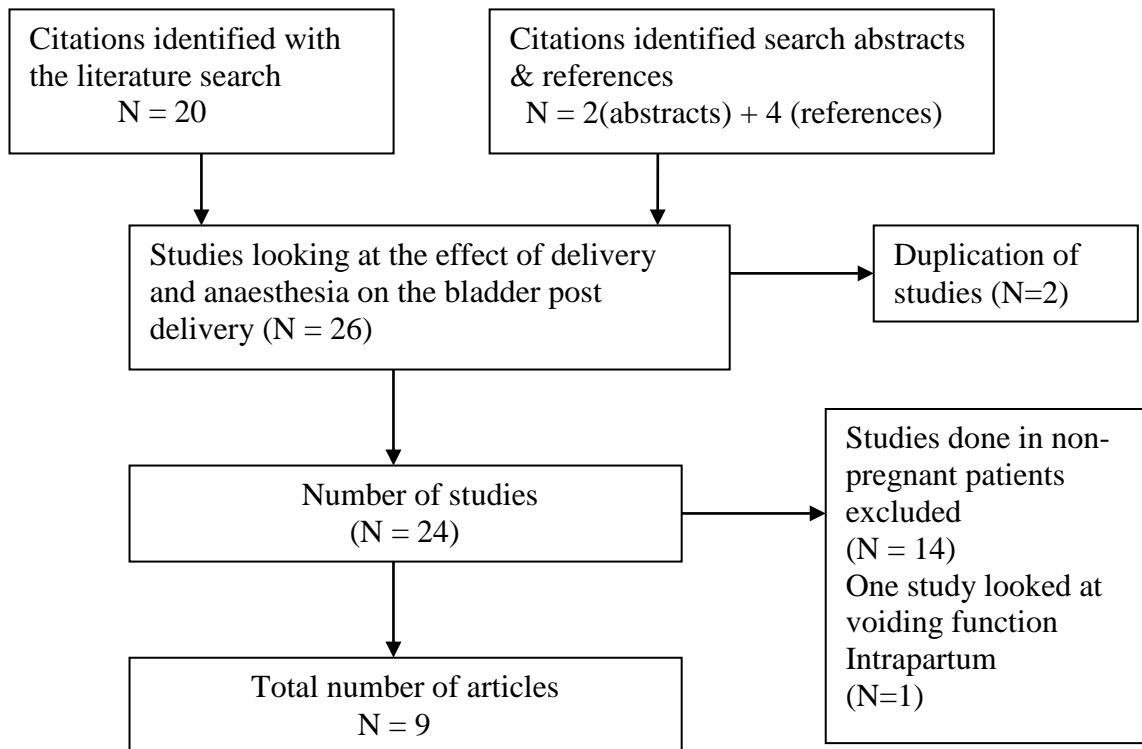 Citations identified with
the literature search
N = 20
Citations identified search abstracts
& references
N = 2(abstracts) + 4 (references)
Studies looking at the effect of delivery
and anaesthesia on the bladder post
delivery (N = 26)
Duplication of
studies (N=2)
Number of studies
(N = 24)
Studies done in non-
pregnant patients
excluded
(N = 14)
One study looked at
voiding function
Intrapartum
(N=1)
Total number of articles
N = 9